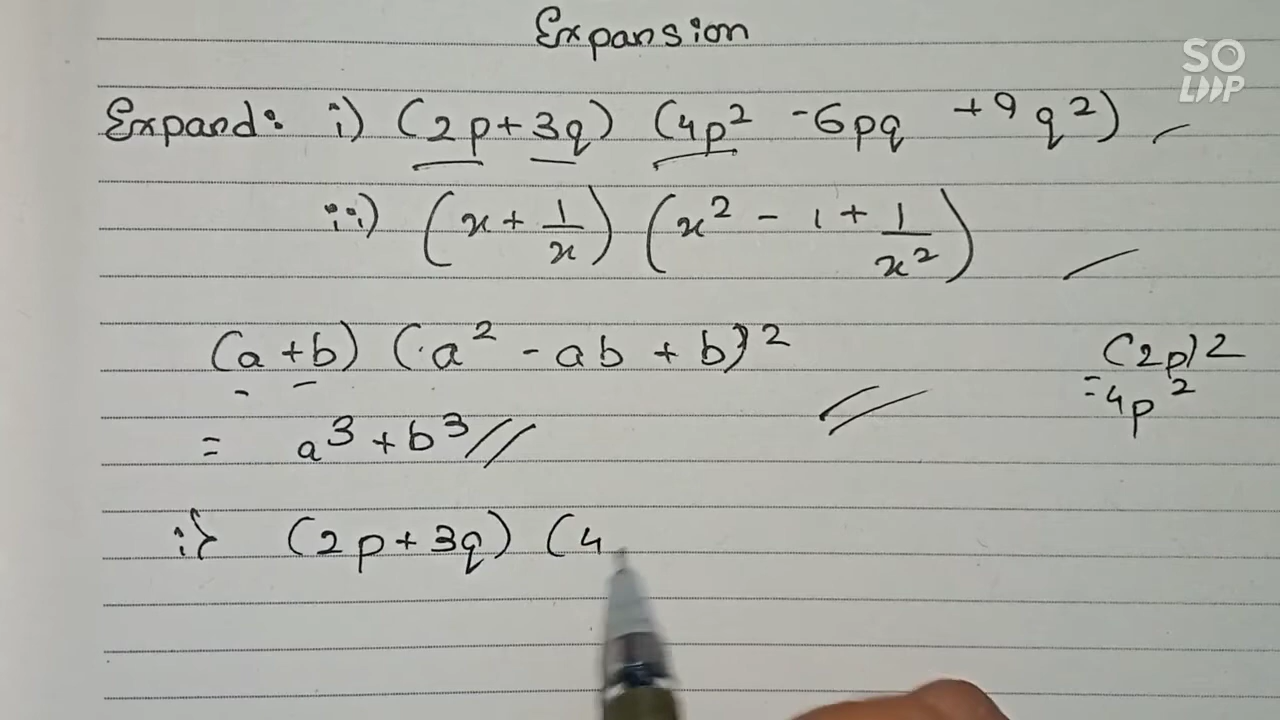 Expansion
SO
LOOP
Expand: i) (2p+3q) (4p² -6pq +9q²)
ii) (x + 1/x) (x² - 1 + 1/x²)
(a+b) (a² - ab + b)²
(2p)²
=4p²
= a³+b³//
i} (2p+3q) (4